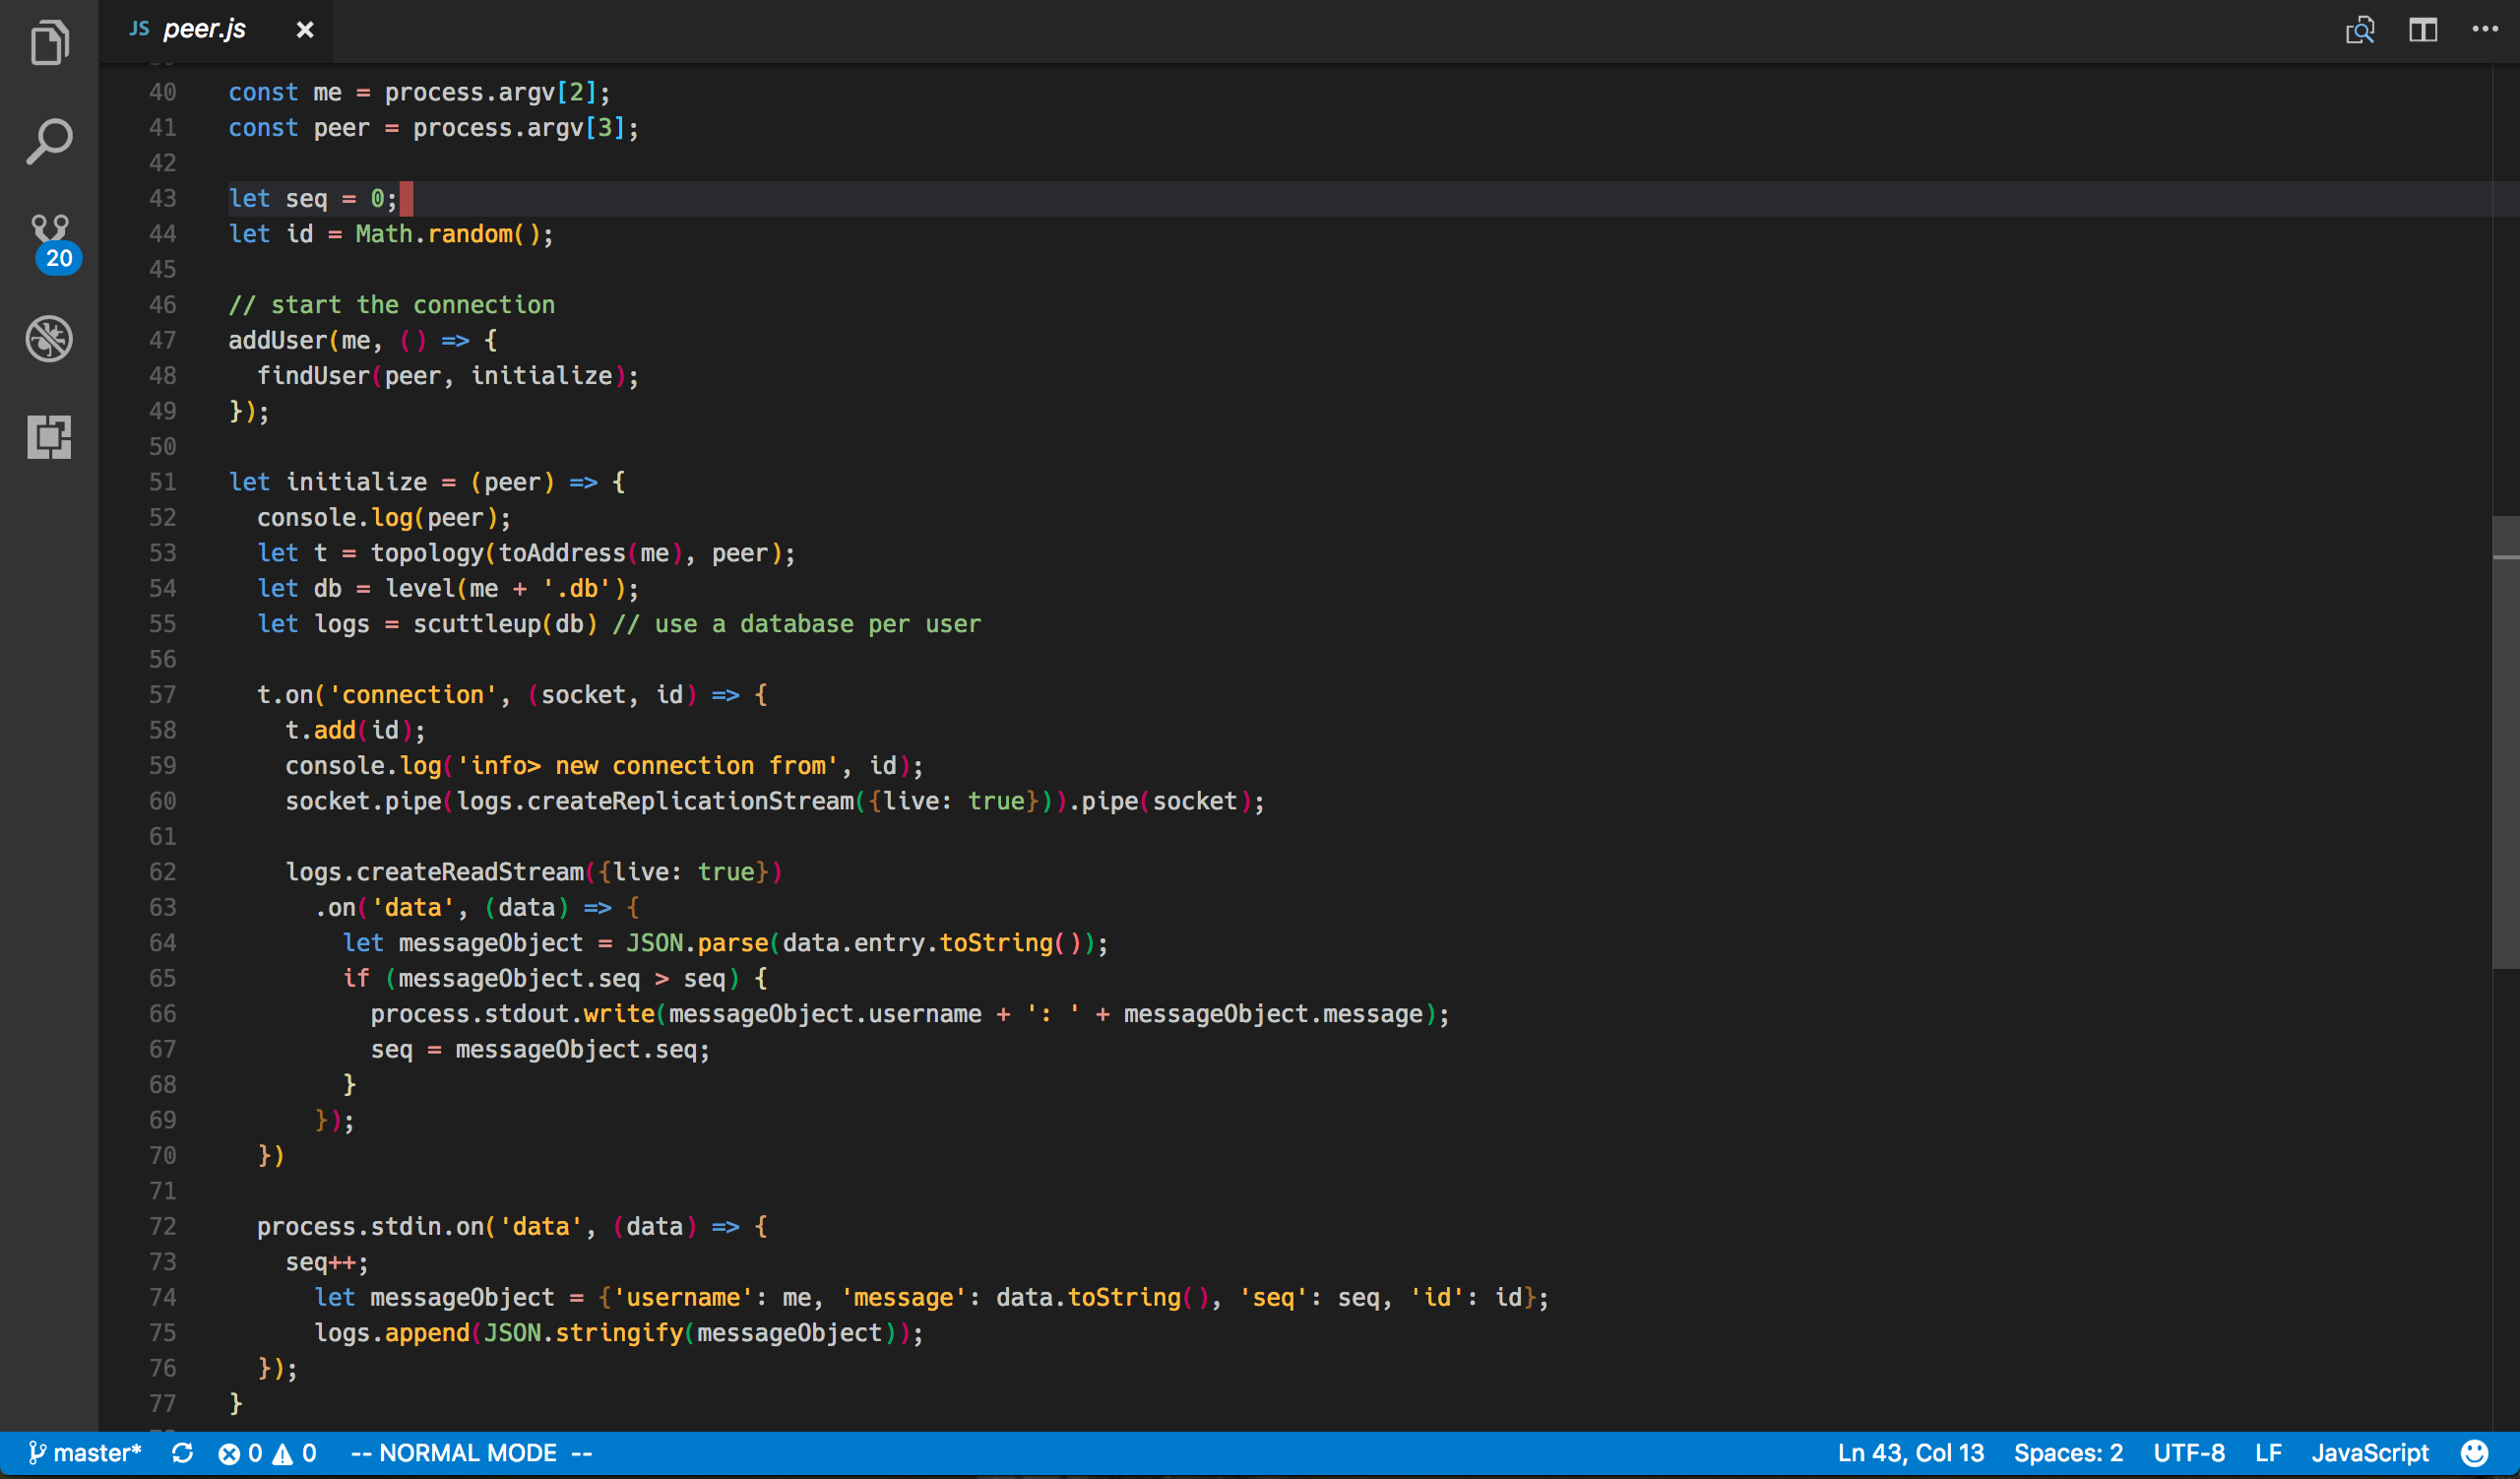 JS peer.js
20
40 const me = process.argv[2];
41 const peer = process.argv[3];
42
43 let seq = 0;
44 let id = Math.random();
45
46 // start the connection
47 addUser(me, () => {
48   findUser(peer, initialize);
49 });
50
51 let initialize = (peer) => {
52   console.log(peer);
53   let t = topology(toAddress(me), peer);
54   let db = level(me + '.db');
55   let logs = scuttleup(db) // use a database per user
56
57   t.on('connection', (socket, id) => {
58     t.add(id);
59     console.log('info> new connection from', id);
60     socket.pipe(logs.createReplicationStream({live: true})).pipe(socket);
61
62     logs.createReadStream({live: true})
63       .on('data', (data) => {
64         let messageObject = JSON.parse(data.entry.toString());
65         if (messageObject.seq > seq) {
66           process.stdout.write(messageObject.username + ': ' + messageObject.message);
67           seq = messageObject.seq;
68         }
69       });
70   })
71
72   process.stdin.on('data', (data) => {
73     seq++;
74       let messageObject = {'username': me, 'message': data.toString(), 'seq': seq, 'id': id};
75       logs.append(JSON.stringify(messageObject));
76   });
77 }
master* 0 0 -- NORMAL MODE -- Ln 43, Col 13 Spaces: 2 UTF-8 LF JavaScript